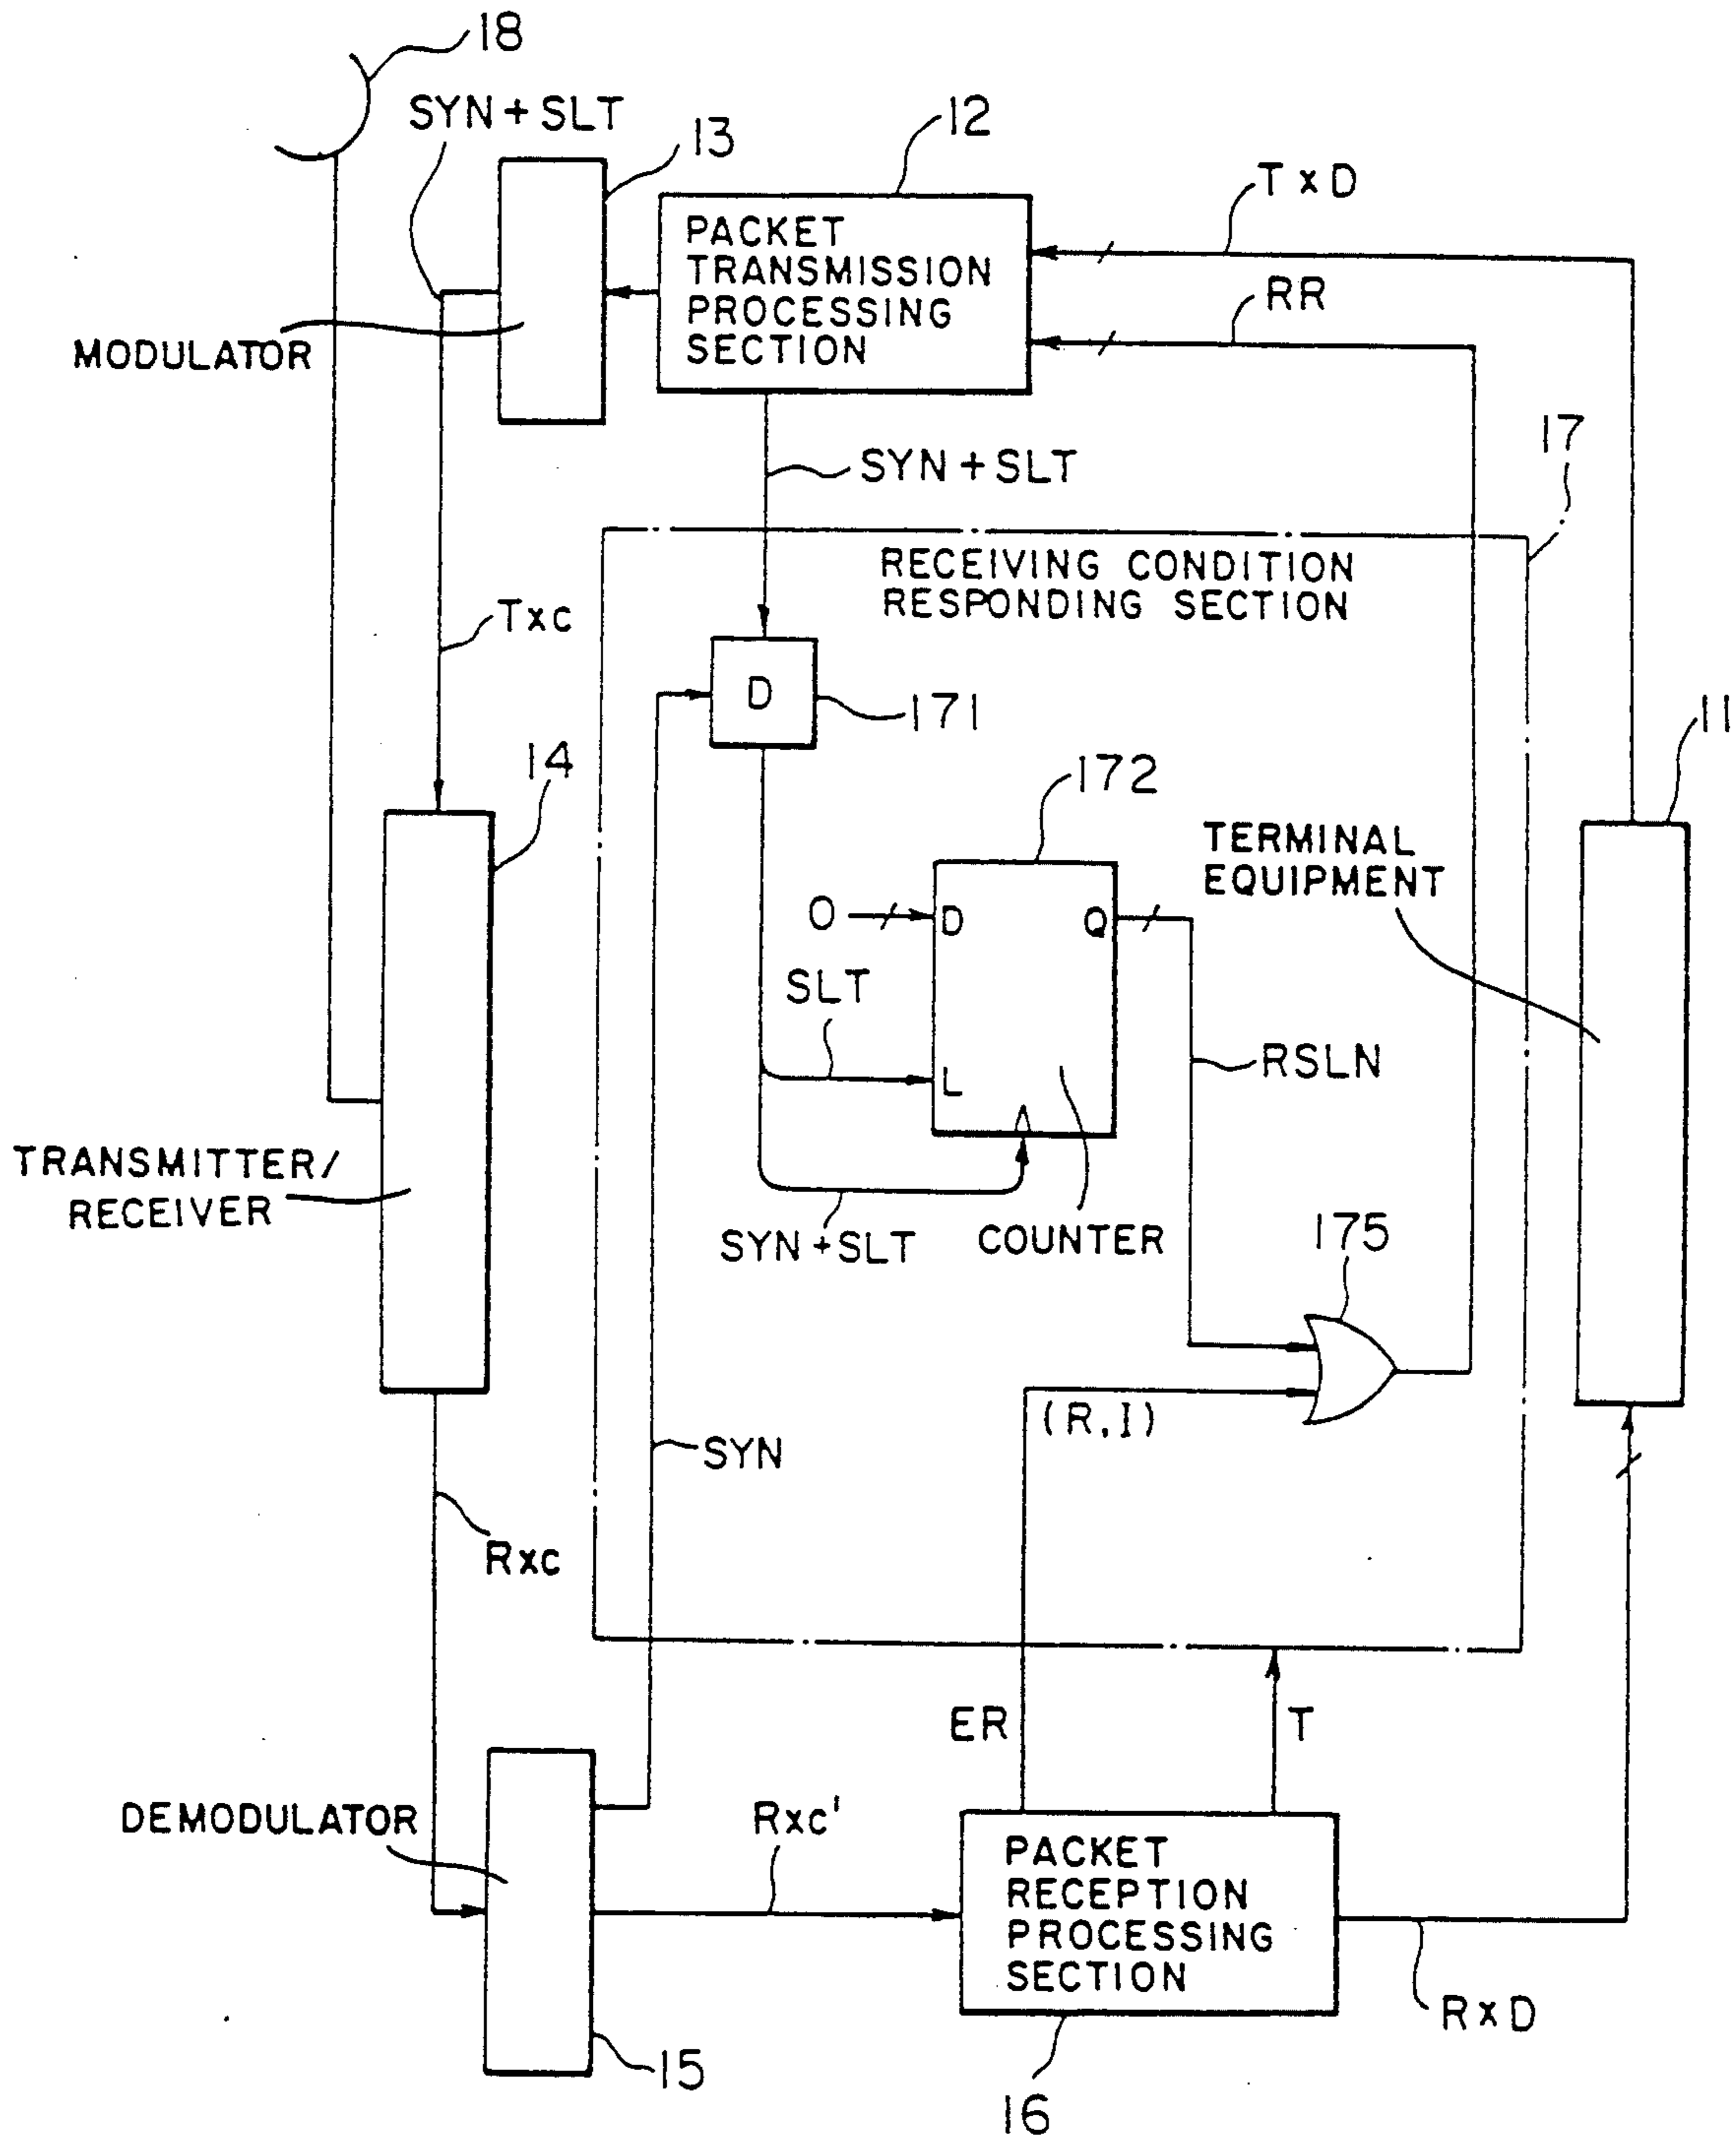 18
SYN + SLT
13
12
T x D
PACKET
TRANSMISSION
PROCESSING
SECTION
RR
MODULATOR
17
SYN + SLT
RECEIVING CONDITION
RESPONDING SECTION
Txc
D
171
11
14
172
TERMINAL
EQUIPMENT
0
D
Q
SLT
L
RSLN
TRANSMITTER/
RECEIVER
SYN + SLT
COUNTER
175
(R, I)
SYN
Rxc
ER
T
DEMODULATOR
Rxc'
PACKET
RECEPTION
PROCESSING
SECTION
R x D
15
16